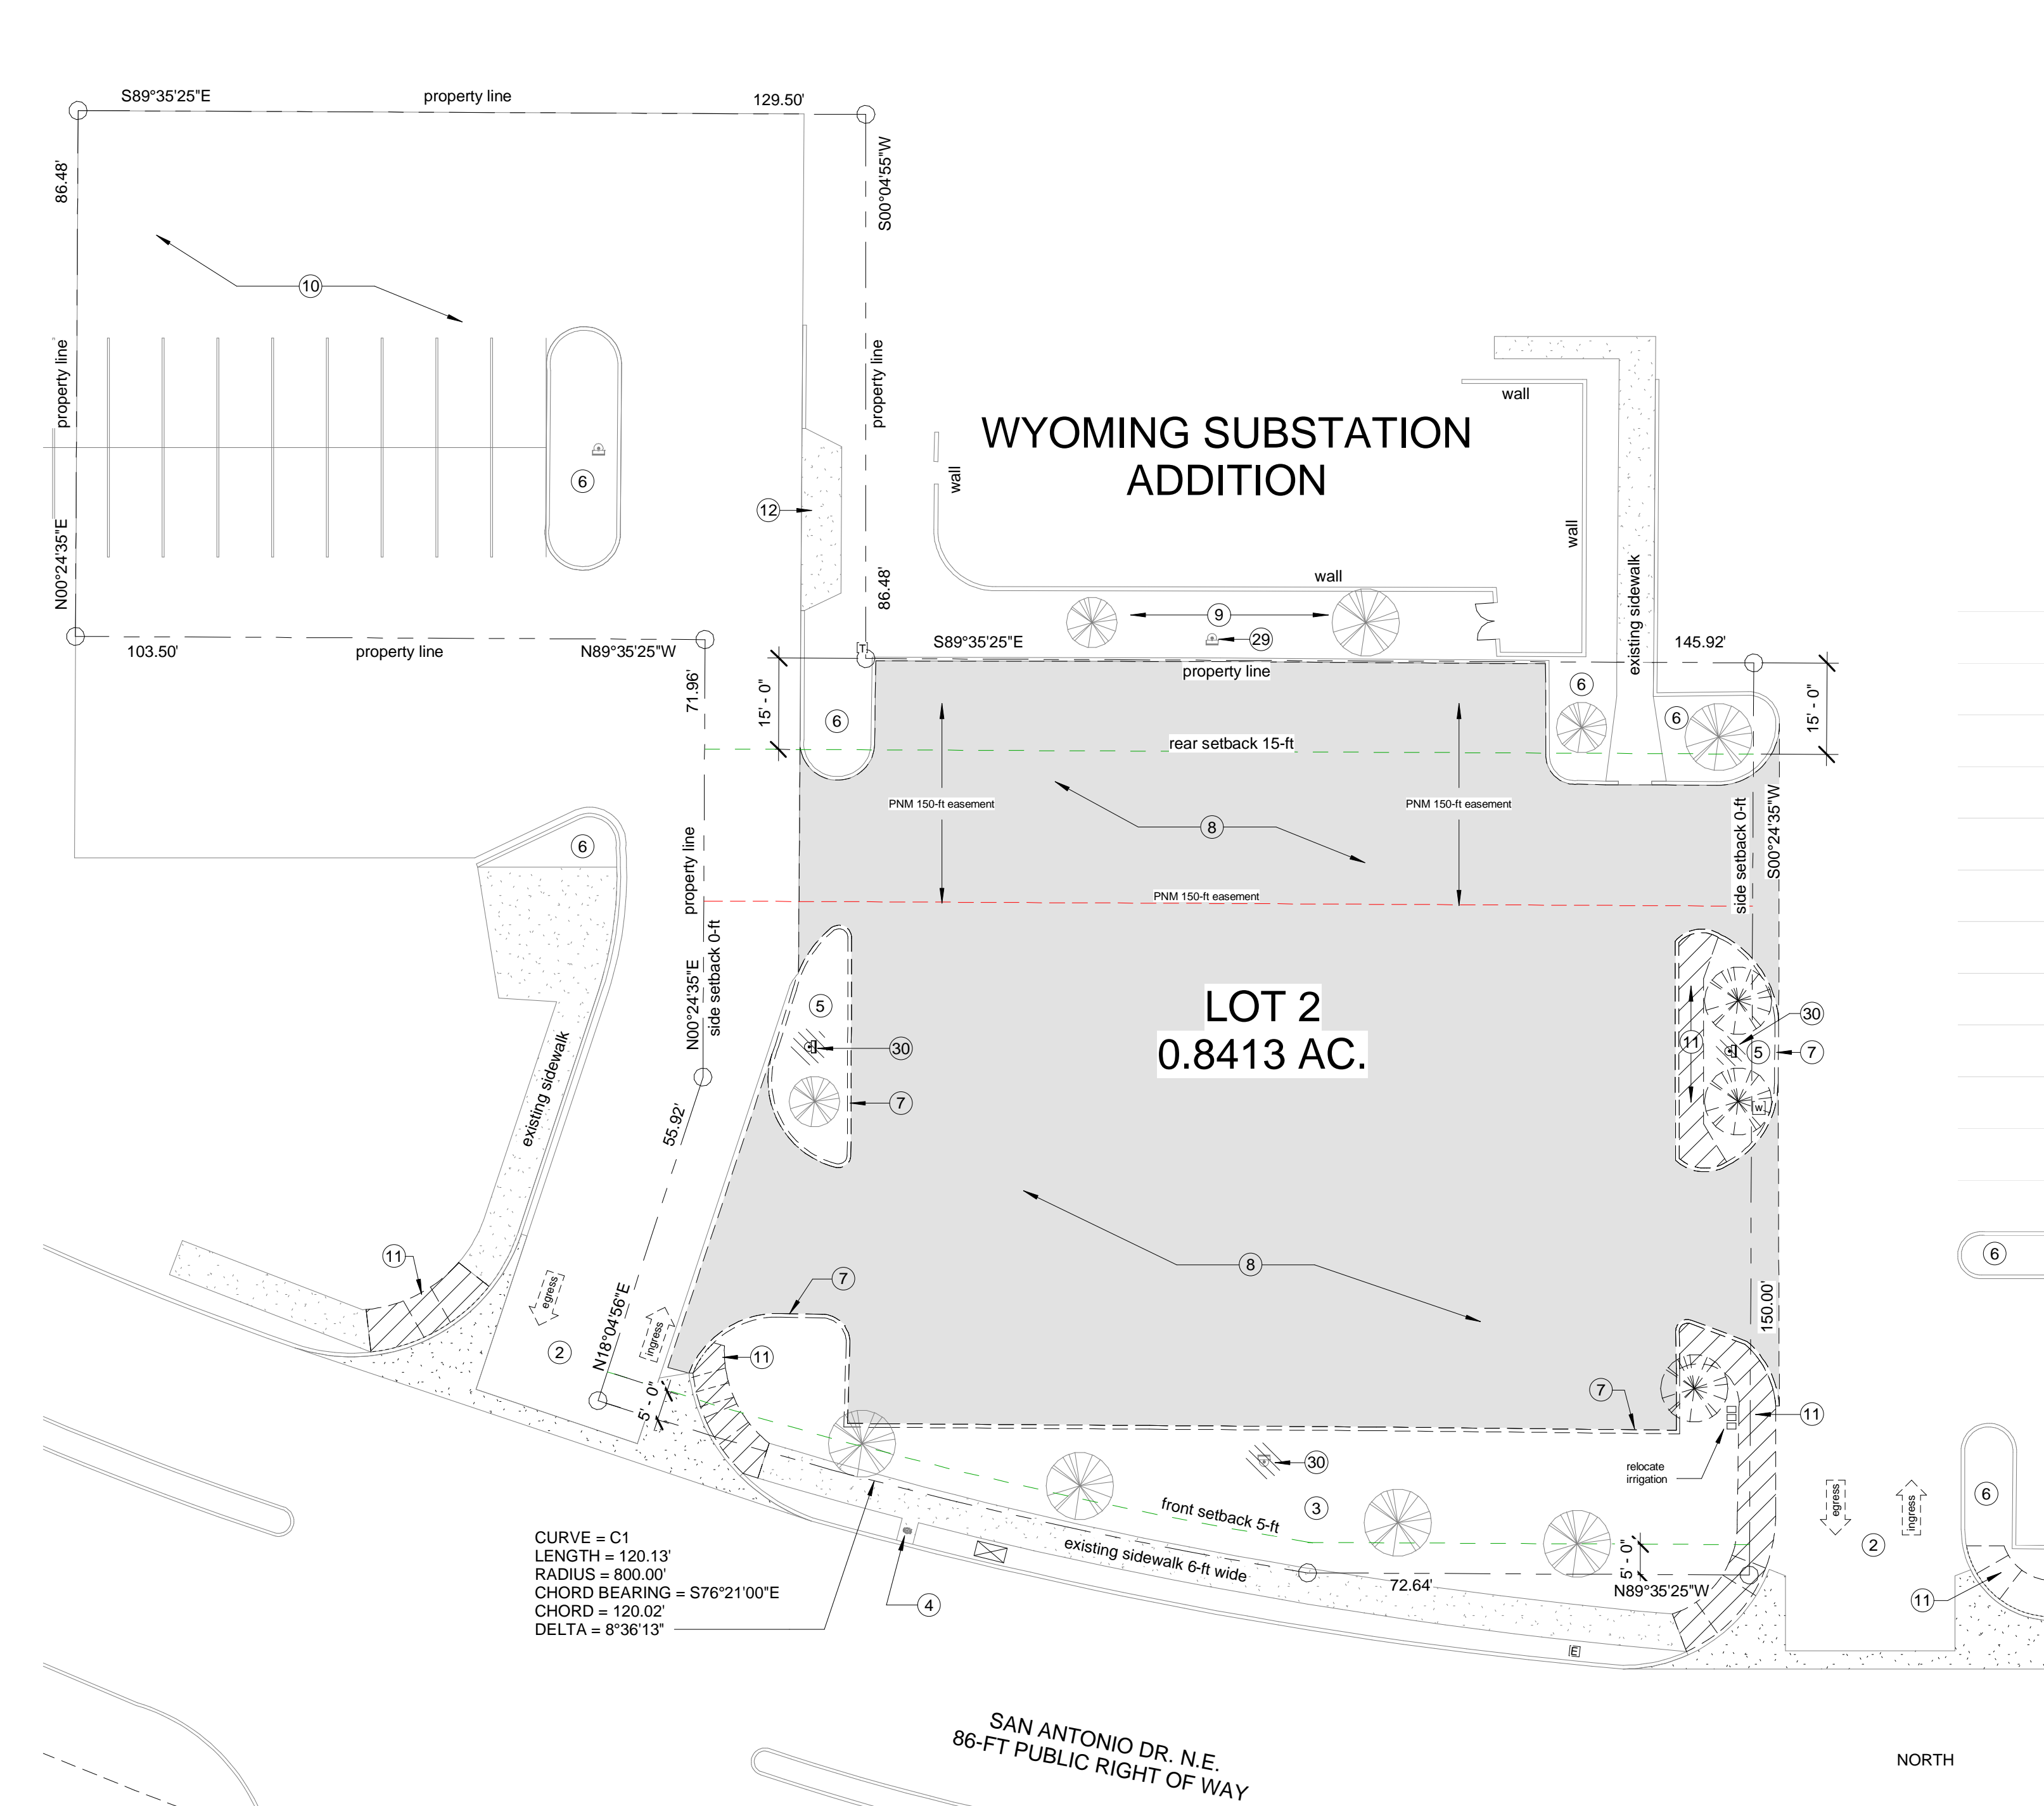 S89°35'25"E
property line
129.50'
86.48'
S00°04'55"W
10
property line
property line
wall
WYOMING SUBSTATION
ADDITION
wall
6
12
wall
existing sidewalk
N00°24'35"E
86.48'
wall
9
29
S89°35'25"E
145.92'
103.50'
property line
N89°35'25"W
[T]
property line
71.96'
15' - 0"
6
6
6
15' - 0"
rear setback 15-ft
PNM 150-ft easement
PNM 150-ft easement
8
6
property line
side setback 0-ft
S00°24'35"W
PNM 150-ft easement
N00°24'35"E
side setback 0-ft
5
LOT 2
0.8413 AC.
30
30
11
5
7
7
[W]
existing sidewalk
55.92'
11
8
6
7
egress
ingress
N18°04'56"E
150.00'
2
11
5' - 0"
7
11
30
relocate
irrigation
3
6
front setback 5-ft
egress
ingress
2
existing sidewalk 6-ft wide
5' - 0"
72.64'
N89°35'25"W
11
4
CURVE = C1
LENGTH = 120.13'
RADIUS = 800.00'
CHORD BEARING = S76°21'00"E
CHORD = 120.02'
DELTA = 8°36'13"
[E]
SAN ANTONIO DR. N.E.
86-FT PUBLIC RIGHT OF WAY
NORTH